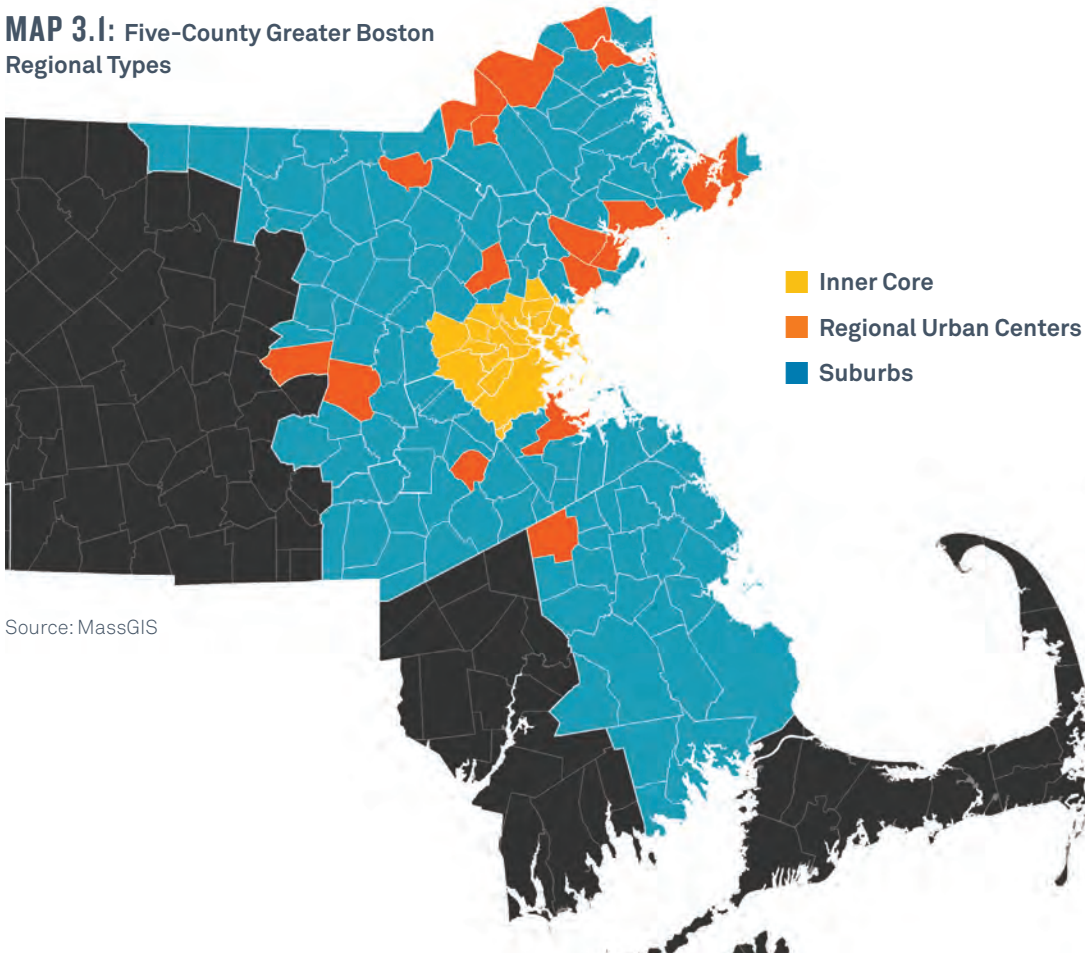 MAP 3.1: Five-County Greater Boston
Regional Types
Inner Core
Regional Urban Centers
Suburbs
Source: MassGIS